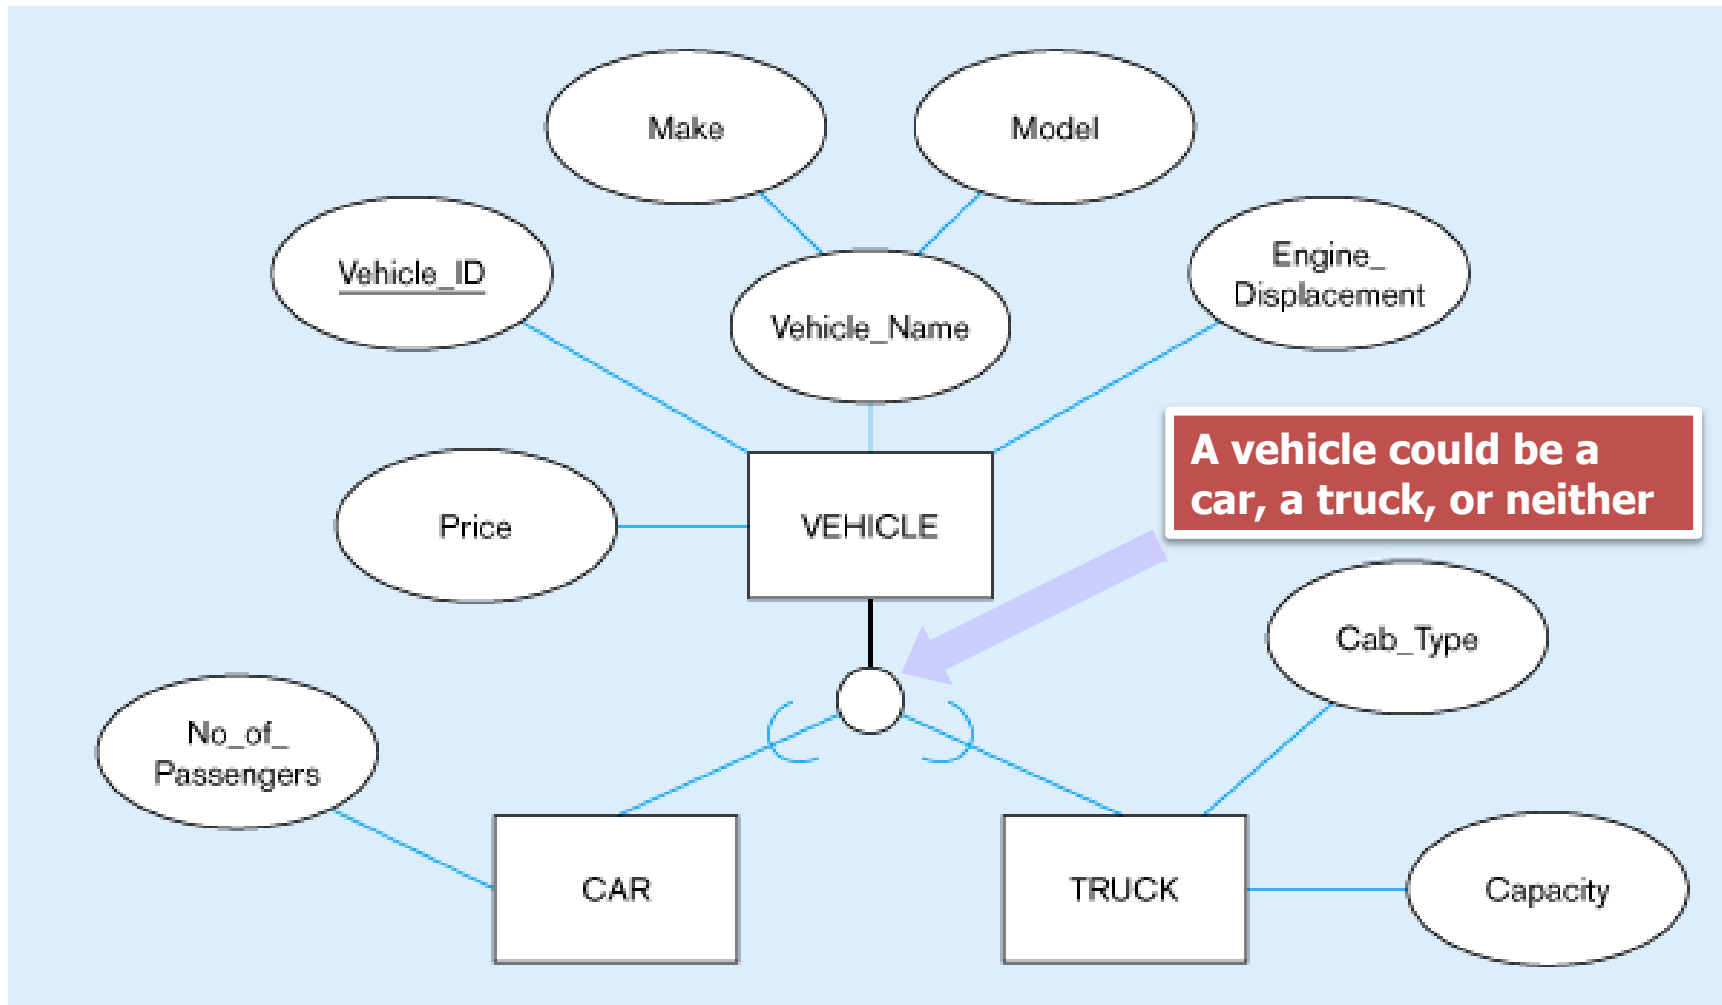 Make
Model
Vehicle_ID
Vehicle_Name
Engine_
Displacement
A vehicle could be a
car, a truck, or neither
Price
VEHICLE
Cab_Type
No_of_
Passengers
CAR
TRUCK
Capacity